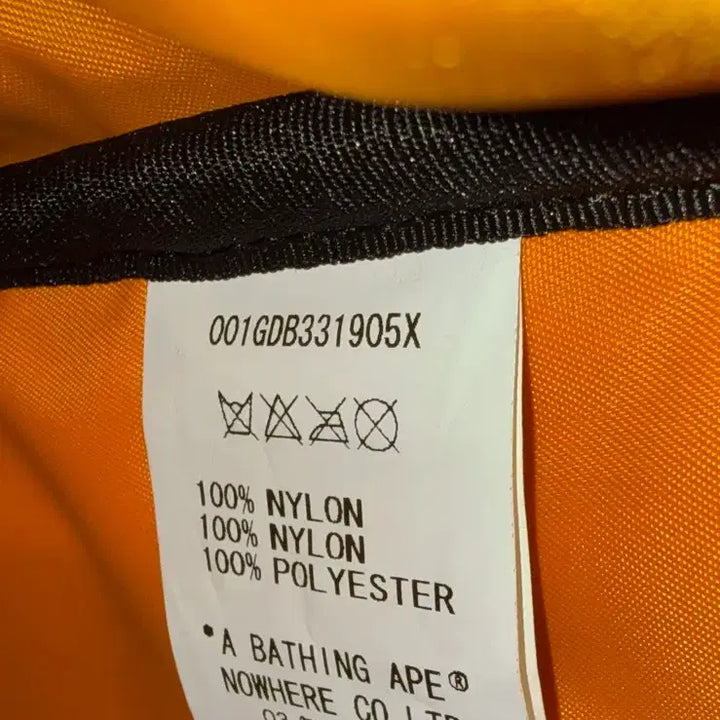 001GDB331905X
100% NYLON
100% NYLON
100% POLYESTER
*A BATHING APE®
NOWHERE CO.,LTD